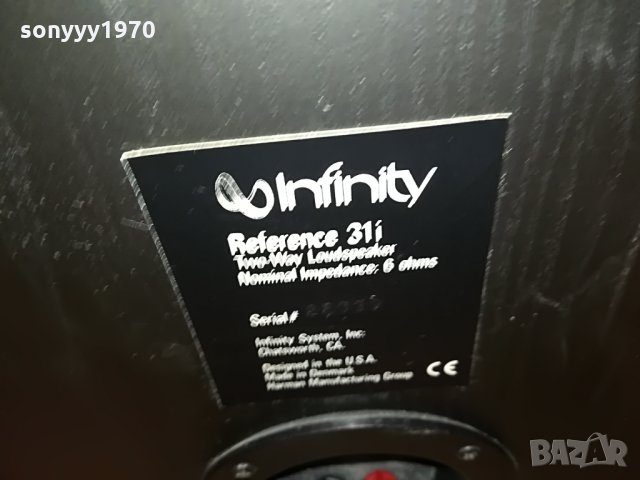 sonyyy1970
Infinity
Reference 31i
Two-Way Loudspeaker
Nominal Impedance: 6 ohms
Serial #
Infinity System, Inc.
Chatsworth, CA.
Designed in the U.S.A.
Made in Denmark
Harman Manufacturing Group
CE
BAZAR